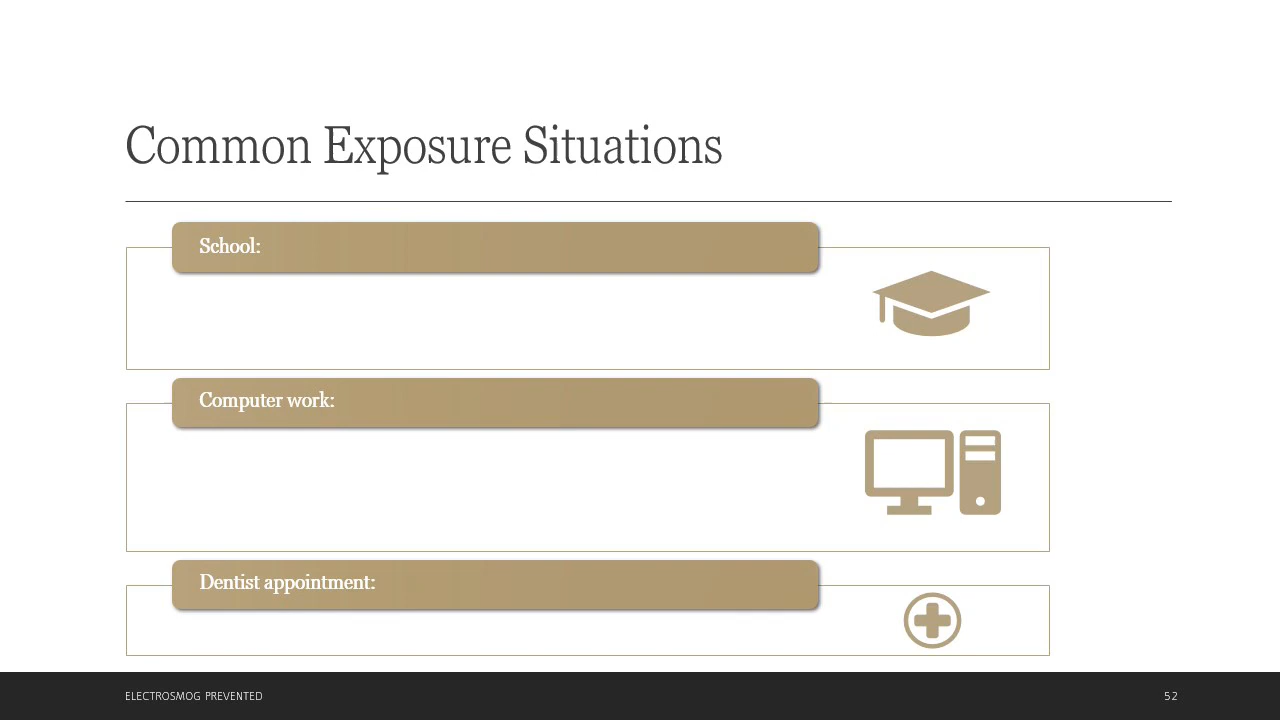 Common Exposure Situations
School:
Computer work:
Dentist appointment:
ELECTROSMOG PREVENTED
52